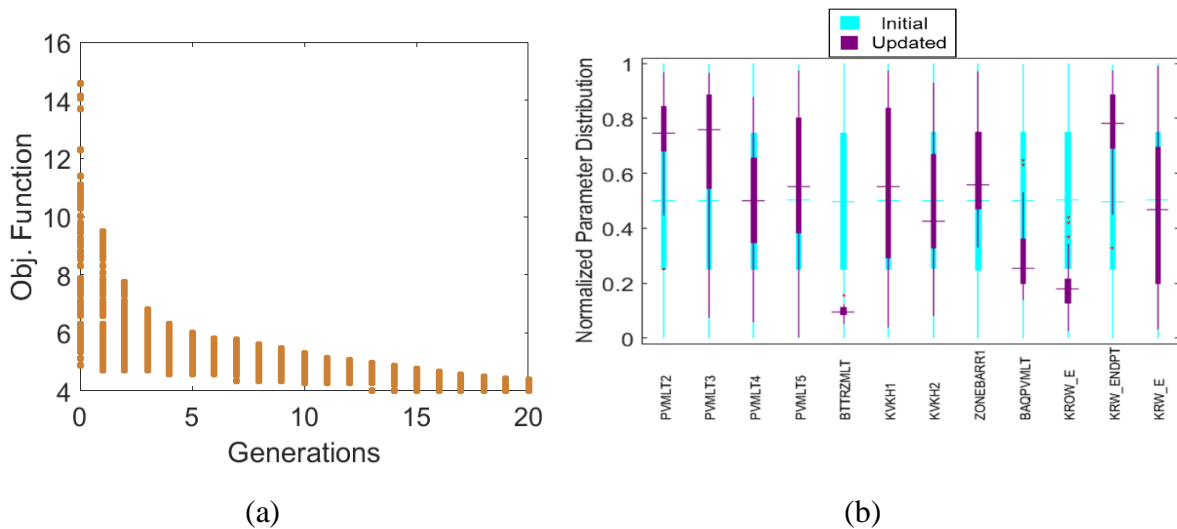 16
14
12
10
8
6
4
0
5
10
15
20
Obj. Function
Generations
(a)
Initial
Updated
1
0.8
0.6
0.4
0.2
0
Normalized Parameter Distribution
PVMLT2
PVMLT3
PVMLT4
PVMLT5
BTTRZMLT
KVKH1
KVKH2
ZONEBARR1
BAQPVMLT
KROW_E
KRW_ENDPT
KRW_E
(b)